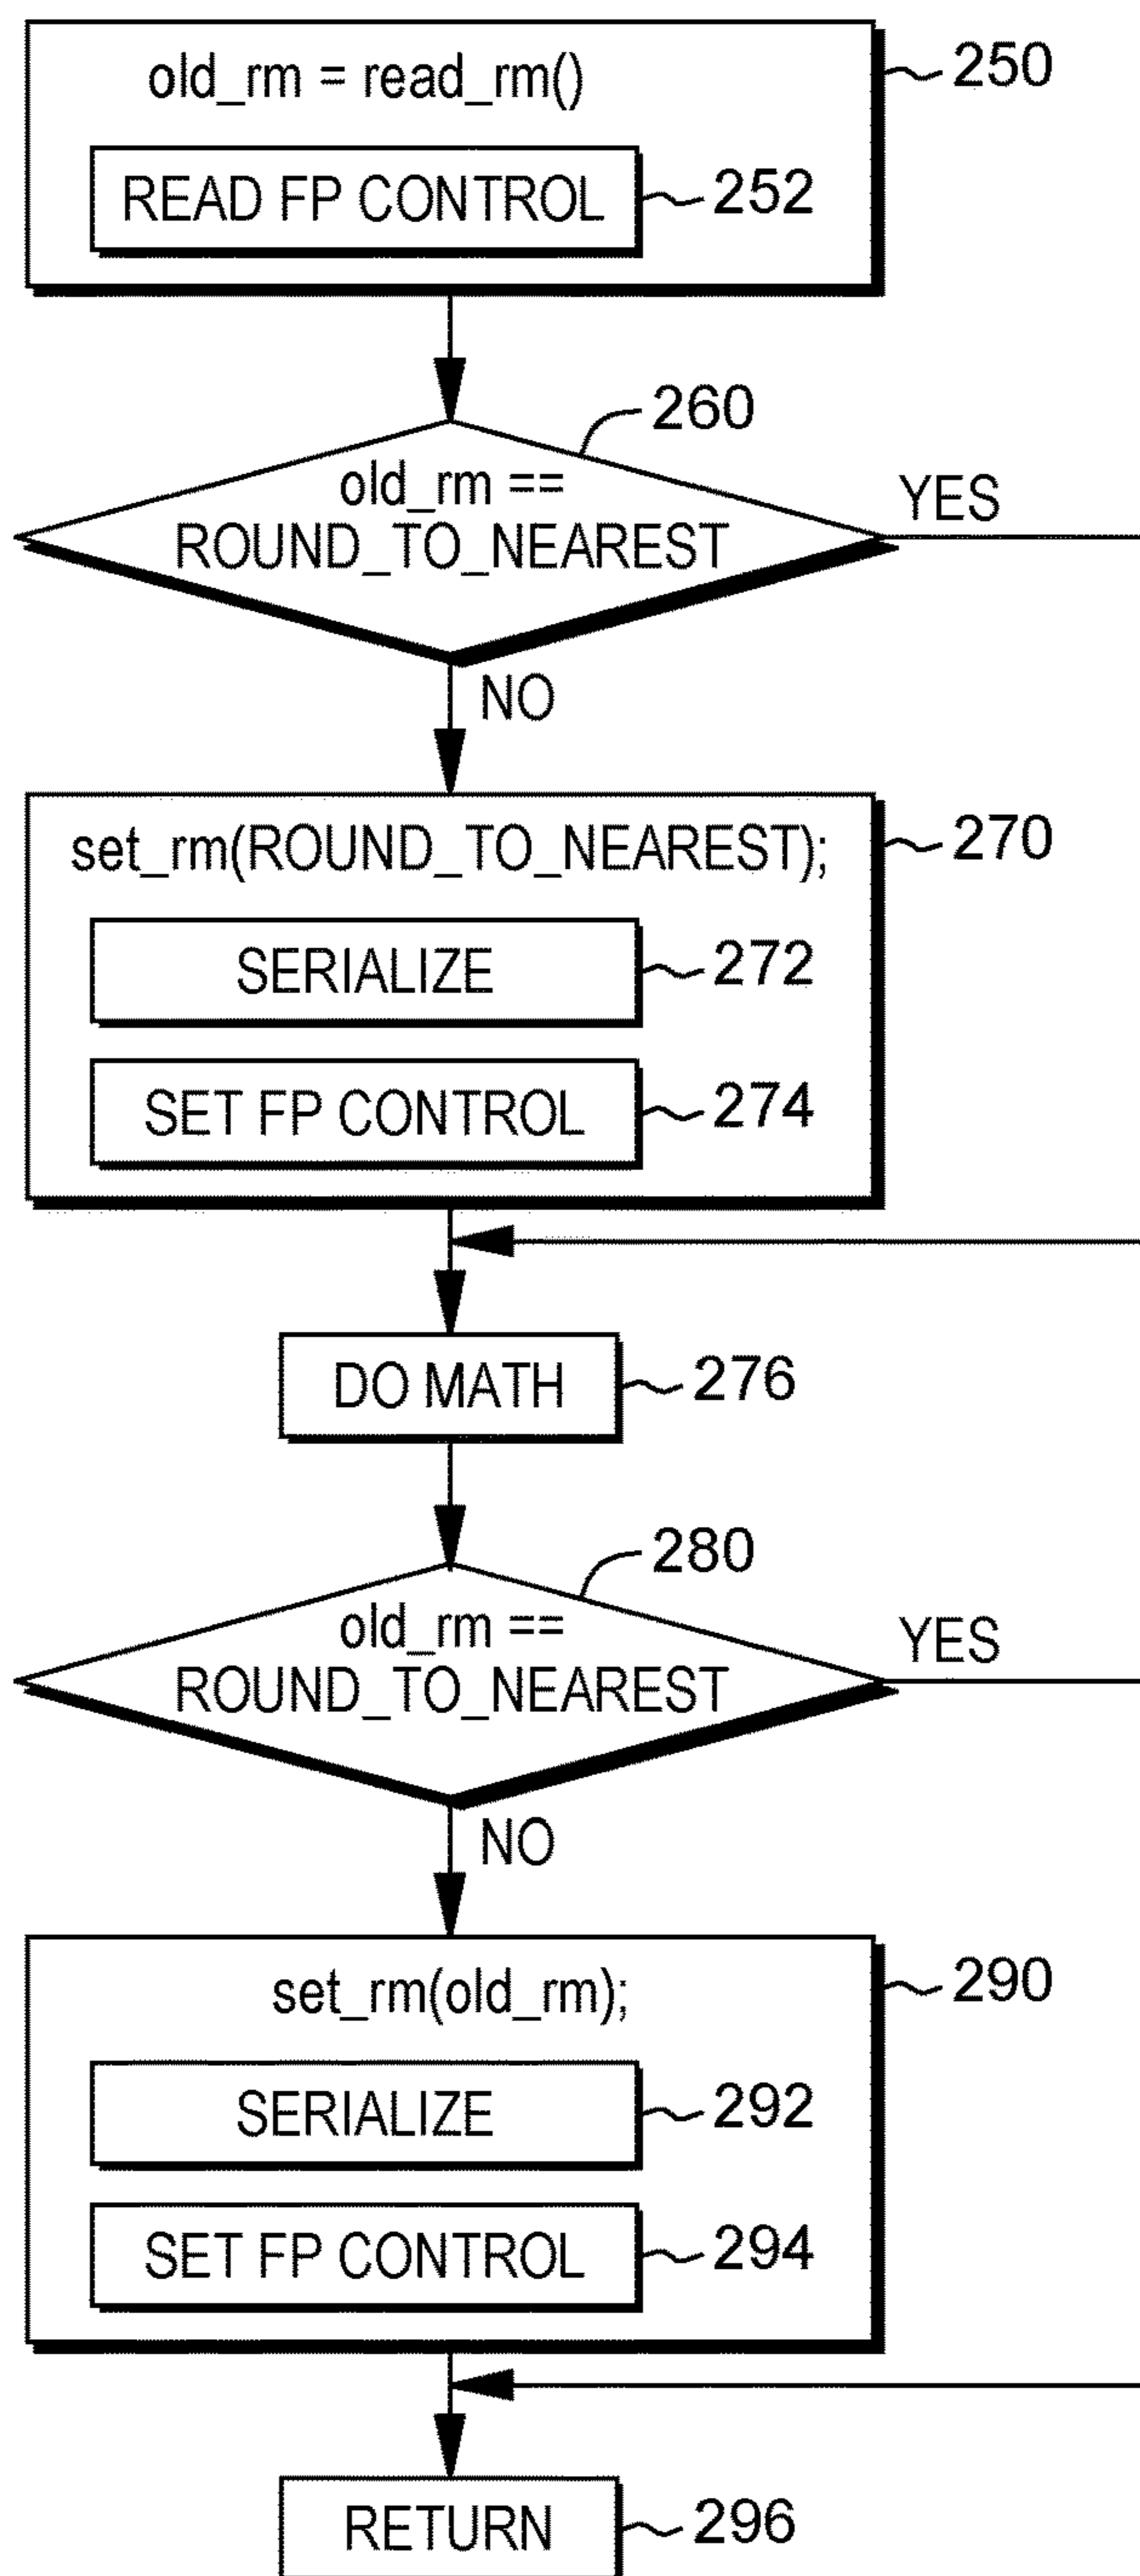 old_rm = read_rm()
250
READ FP CONTROL
252
260
old_rm ==
ROUND_TO_NEAREST
YES
NO
set_rm(ROUND_TO_NEAREST);
270
SERIALIZE
272
SET FP CONTROL
274
DO MATH
276
280
old_rm ==
ROUND_TO_NEAREST
YES
NO
set_rm(old_rm);
290
SERIALIZE
292
SET FP CONTROL
294
RETURN
296